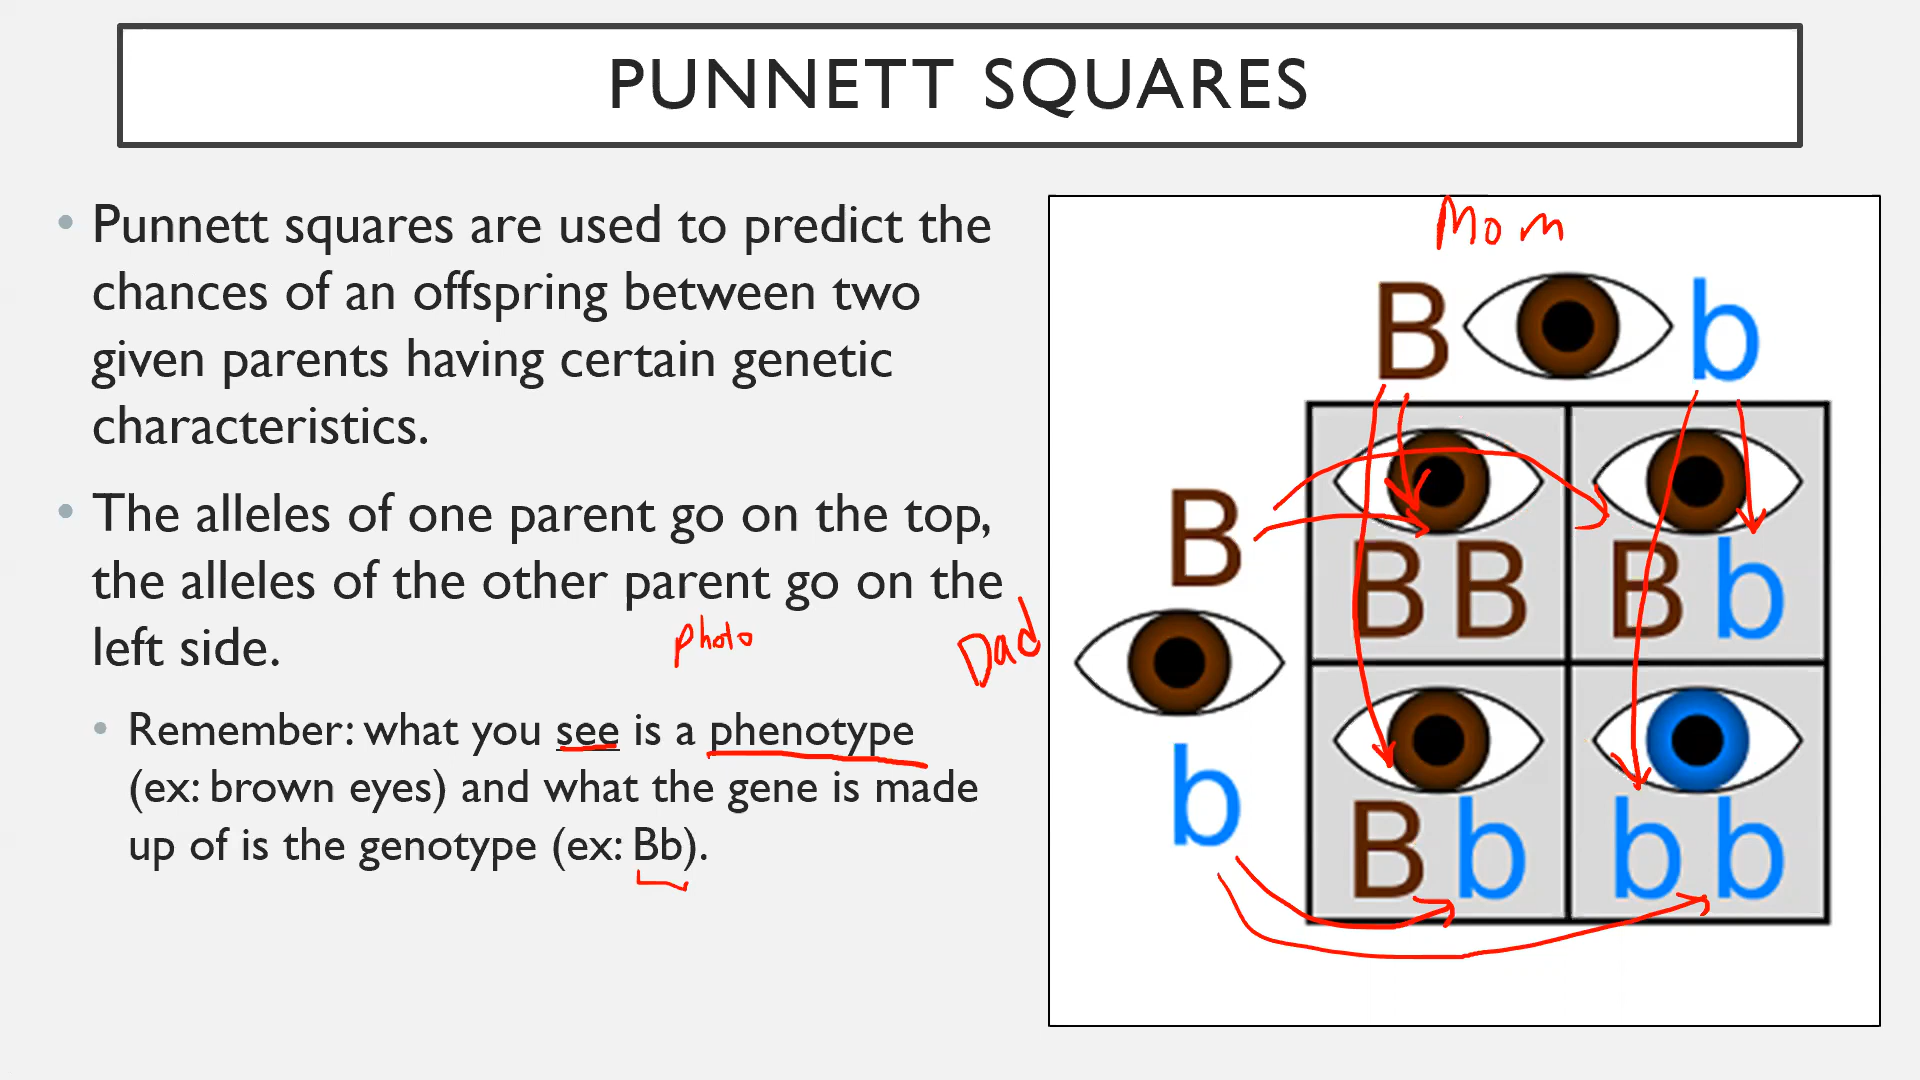 PUNNETT SQUARES
• Punnett squares are used to predict the
chances of an offspring between two
given parents having certain genetic
characteristics.
• The alleles of one parent go on the top,
the alleles of the other parent go on the
left side.
photo
• Remember: what you see is a phenotype
(ex: brown eyes) and what the gene is made
up of is the genotype (ex: Bb).
Mom
B b
Dad
B
b
B B
B b
B b
b b